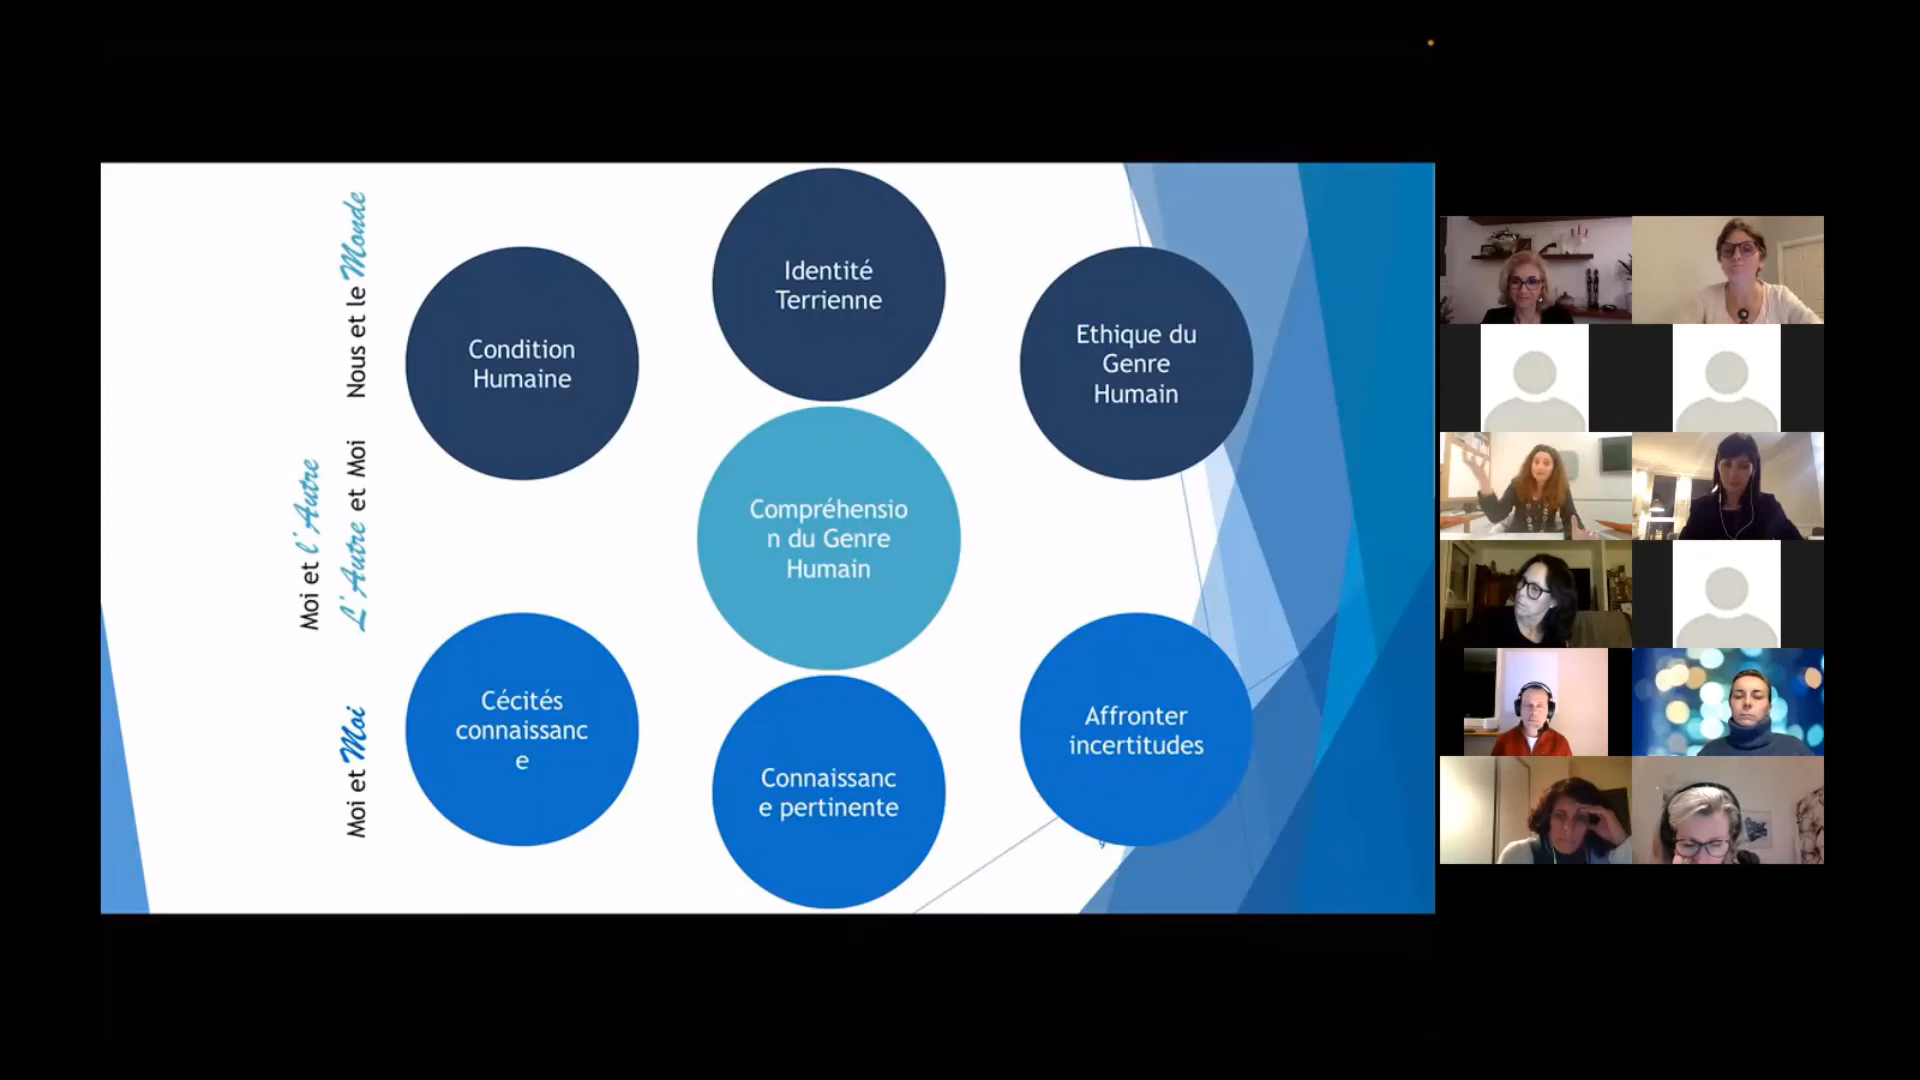 Nous et le Monde
Moi et l'Autre
L'Autre et Moi
Moi et Moi
Identité
Terrienne
Condition
Humaine
Ethique du
Genre
Humain
Compréhensio
n du Genre
Humain
Cécités
connaissanc
e
Connaissanc
e pertinente
Affronter
incertitudes